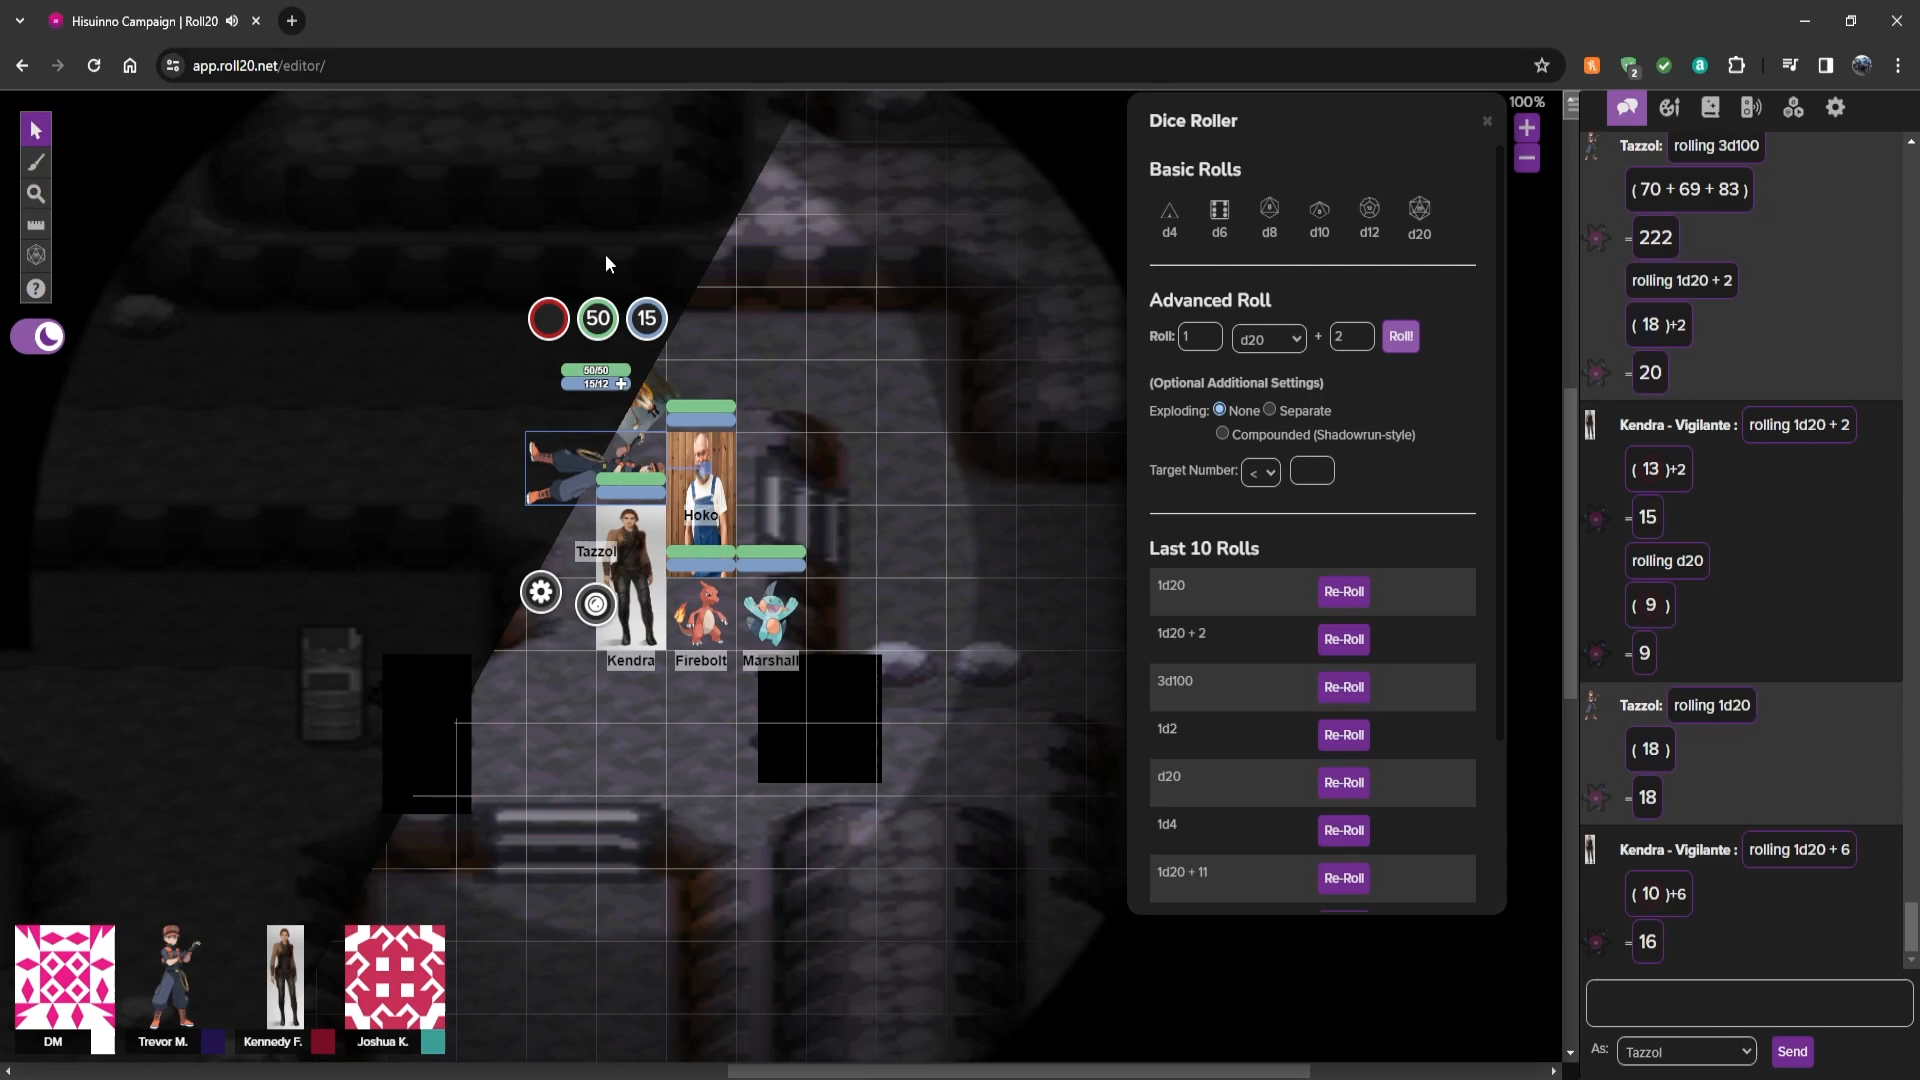 Hisuinno Campaign | Roll20
app.roll20.net/editor/
2
100%
50
15
50/50
15/12
Hoko
Tazzol
Kendra
Firebolt
Marshall
DM
Trevor M.
Kennedy F.
Joshua K.
Dice Roller
Basic Rolls
d4
d6
d8
d10
d12
d20
Advanced Roll
Roll: 1 d20 + 2 Roll!
(Optional Additional Settings)
Exploding: None Separate
Compounded (Shadowrun-style)
Target Number: <
Last 10 Rolls
1d20 Re-Roll
1d20 + 2 Re-Roll
3d100 Re-Roll
1d2 Re-Roll
d20 Re-Roll
1d4 Re-Roll
1d20 + 11 Re-Roll
Tazzol: rolling 3d100
( 70 + 69 + 83 )
= 222
rolling 1d20 + 2
( 18 )+2
= 20
Kendra - Vigilante : rolling 1d20 + 2
( 13 )+2
= 15
rolling d20
( 9 )
= 9
Tazzol: rolling 1d20
( 18 )
= 18
Kendra - Vigilante : rolling 1d20 + 6
( 10 )+6
= 16
As: Tazzol Send